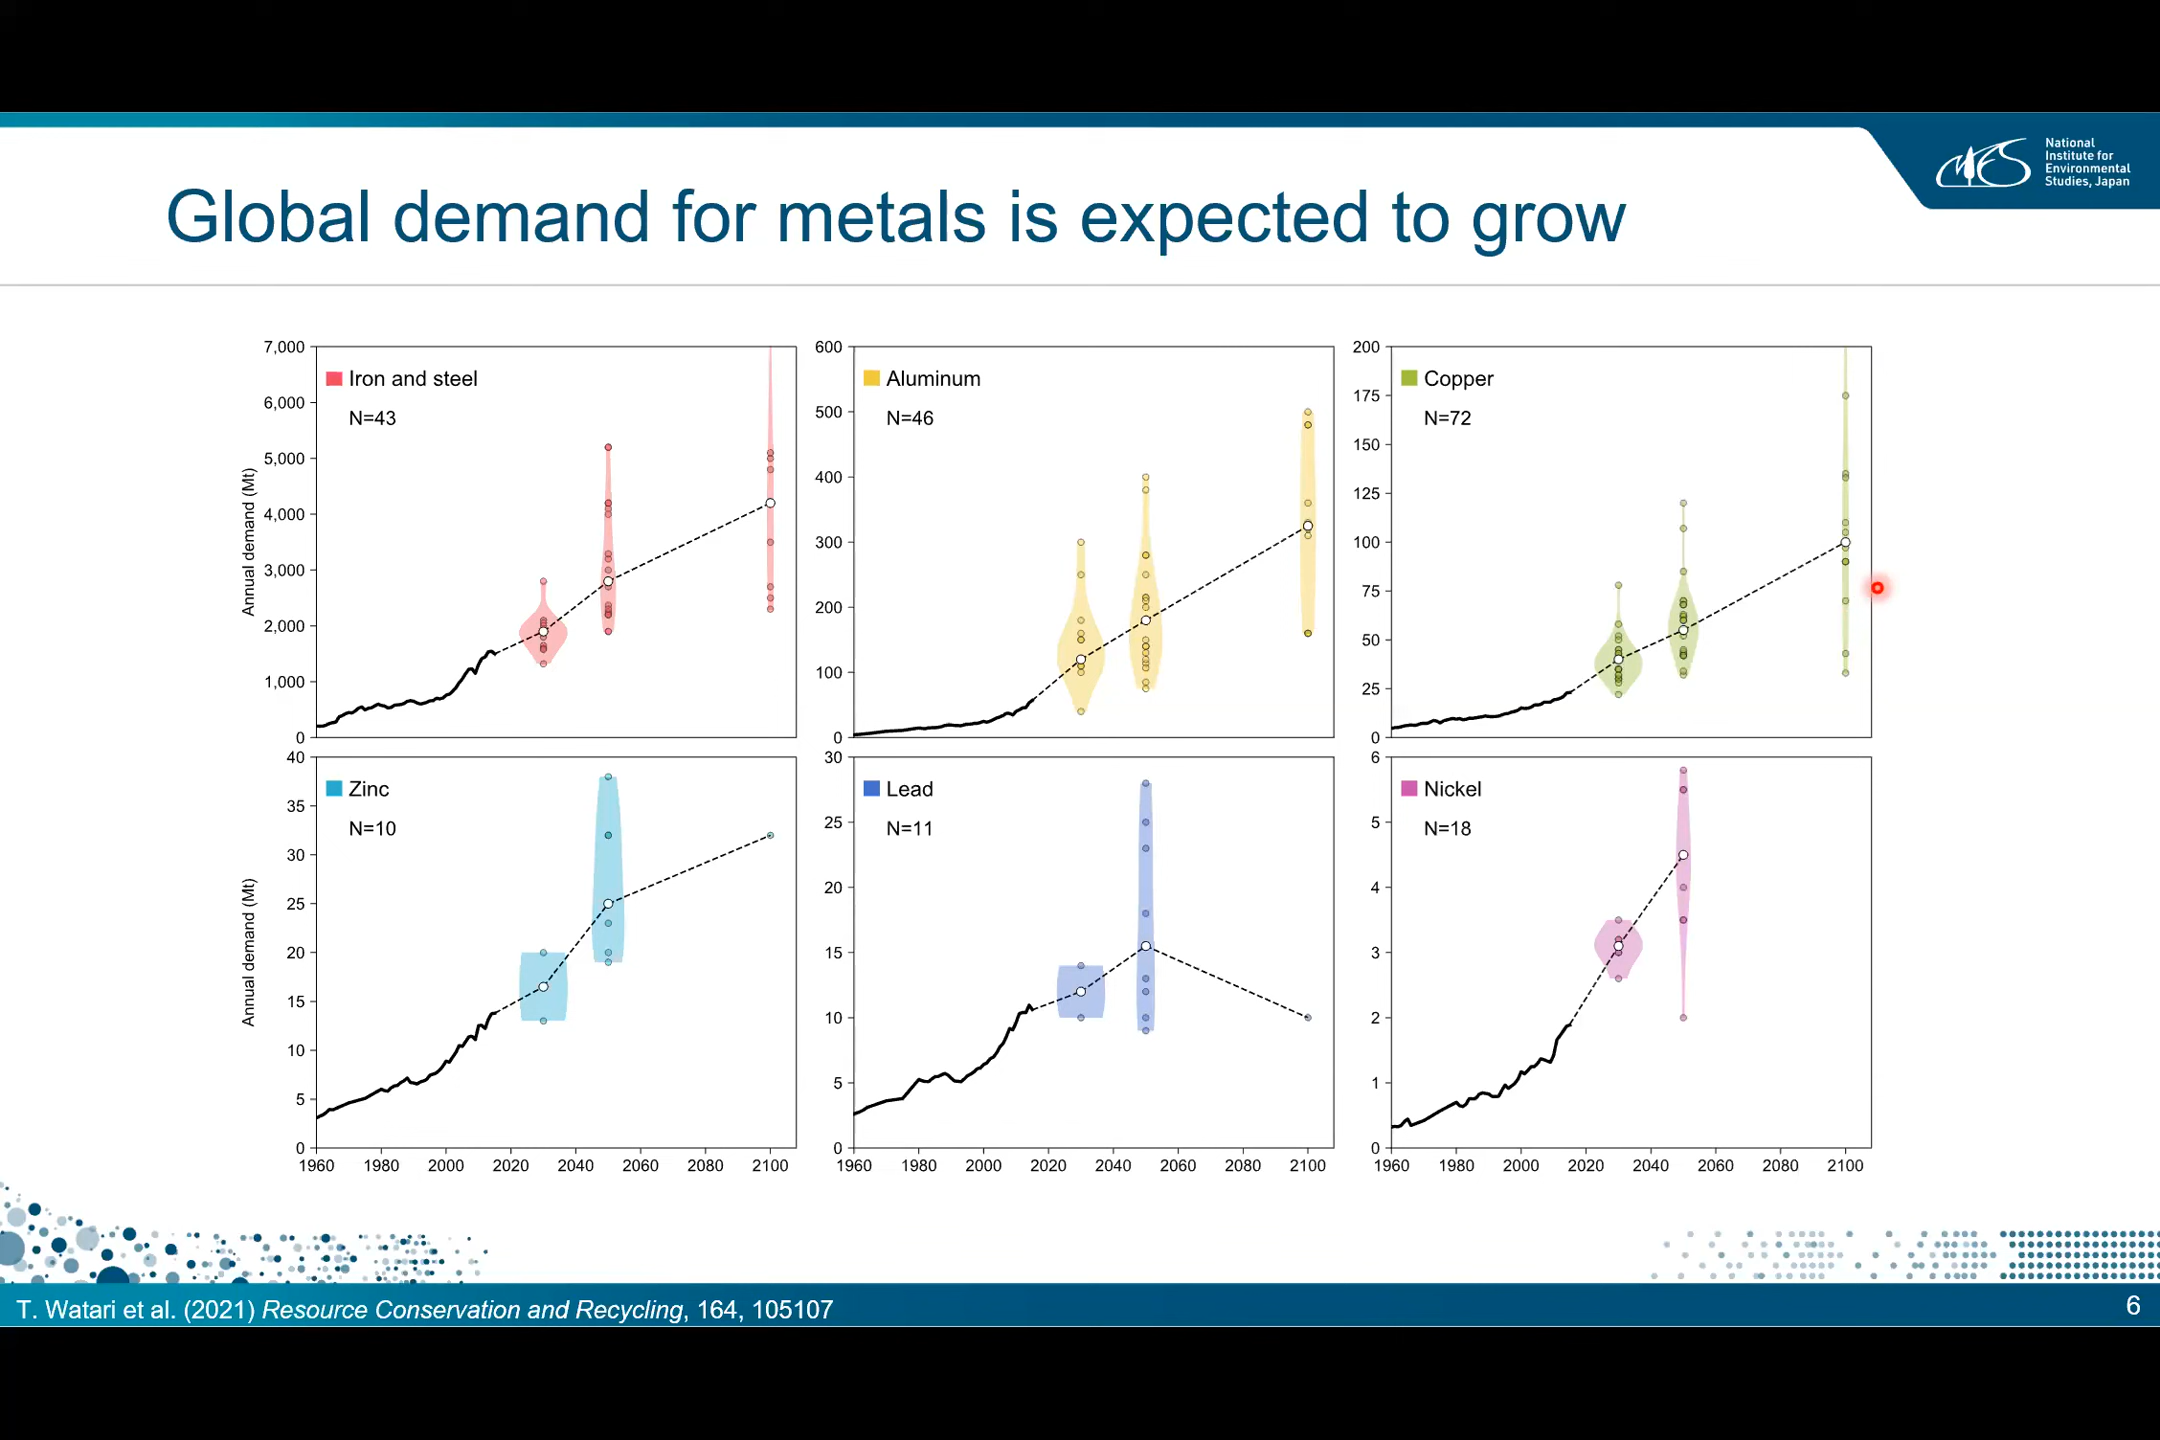 National
Institute for
Environmental
Studies, Japan
Global demand for metals is expected to grow
Annual demand (Mt)
7,000
6,000
5,000
4,000
3,000
2,000
1,000
0
Iron and steel
N=43
600
500
400
300
200
100
0
Aluminum
N=46
200
175
150
125
100
75
50
25
0
Copper
N=72
Annual demand (Mt)
40
35
30
25
20
15
10
5
0
Zinc
N=10
1960 1980 2000 2020 2040 2060 2080 2100
30
25
20
15
10
5
0
Lead
N=11
1960 1980 2000 2020 2040 2060 2080 2100
6
5
4
3
2
1
0
Nickel
N=18
1960 1980 2000 2020 2040 2060 2080 2100
T. Watari et al. (2021) Resource Conservation and Recycling, 164, 105107
6